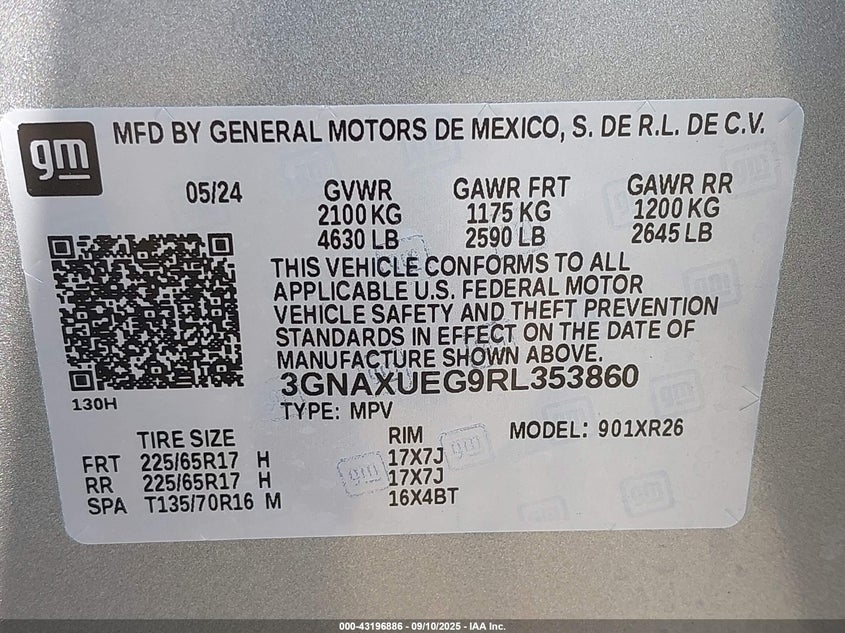 gm
MFD BY GENERAL MOTORS DE MEXICO, S. DE R.L. DE C.V.
05/24 GVWR GAWR FRT GAWR RR
2100 KG 1175 KG 1200 KG
4630 LB 2590 LB 2645 LB
THIS VEHICLE CONFORMS TO ALL
APPLICABLE U.S. FEDERAL MOTOR
VEHICLE SAFETY AND THEFT PREVENTION
STANDARDS IN EFFECT ON THE DATE OF
MANUFACTURE SHOWN ABOVE.
3GNAXUEG9RL353860
130H
TYPE: MPV
TIRE SIZE RIM MODEL: 901XR26
FRT 225/65R17 H 17X7J
RR 225/65R17 H 17X7J
SPA T135/70R16 M 16X4BT
000-43196886 - 09/10/2025 - IAA Inc.